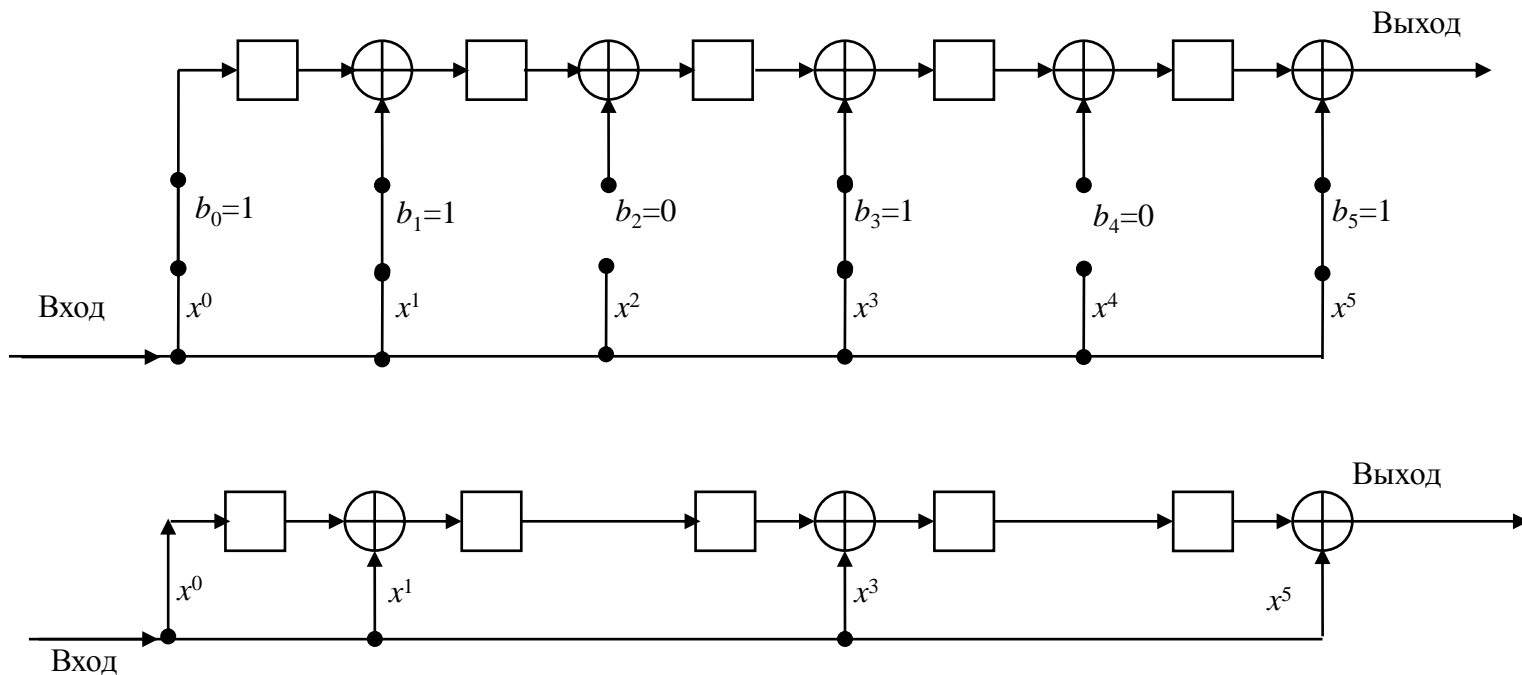 Выход
b₀=1
b₁=1
b₂=0
b₃=1
b₄=0
b₅=1
Вход
x⁰
x¹
x²
x³
x⁴
x⁵
Выход
x⁰
x¹
x³
x⁵
Вход